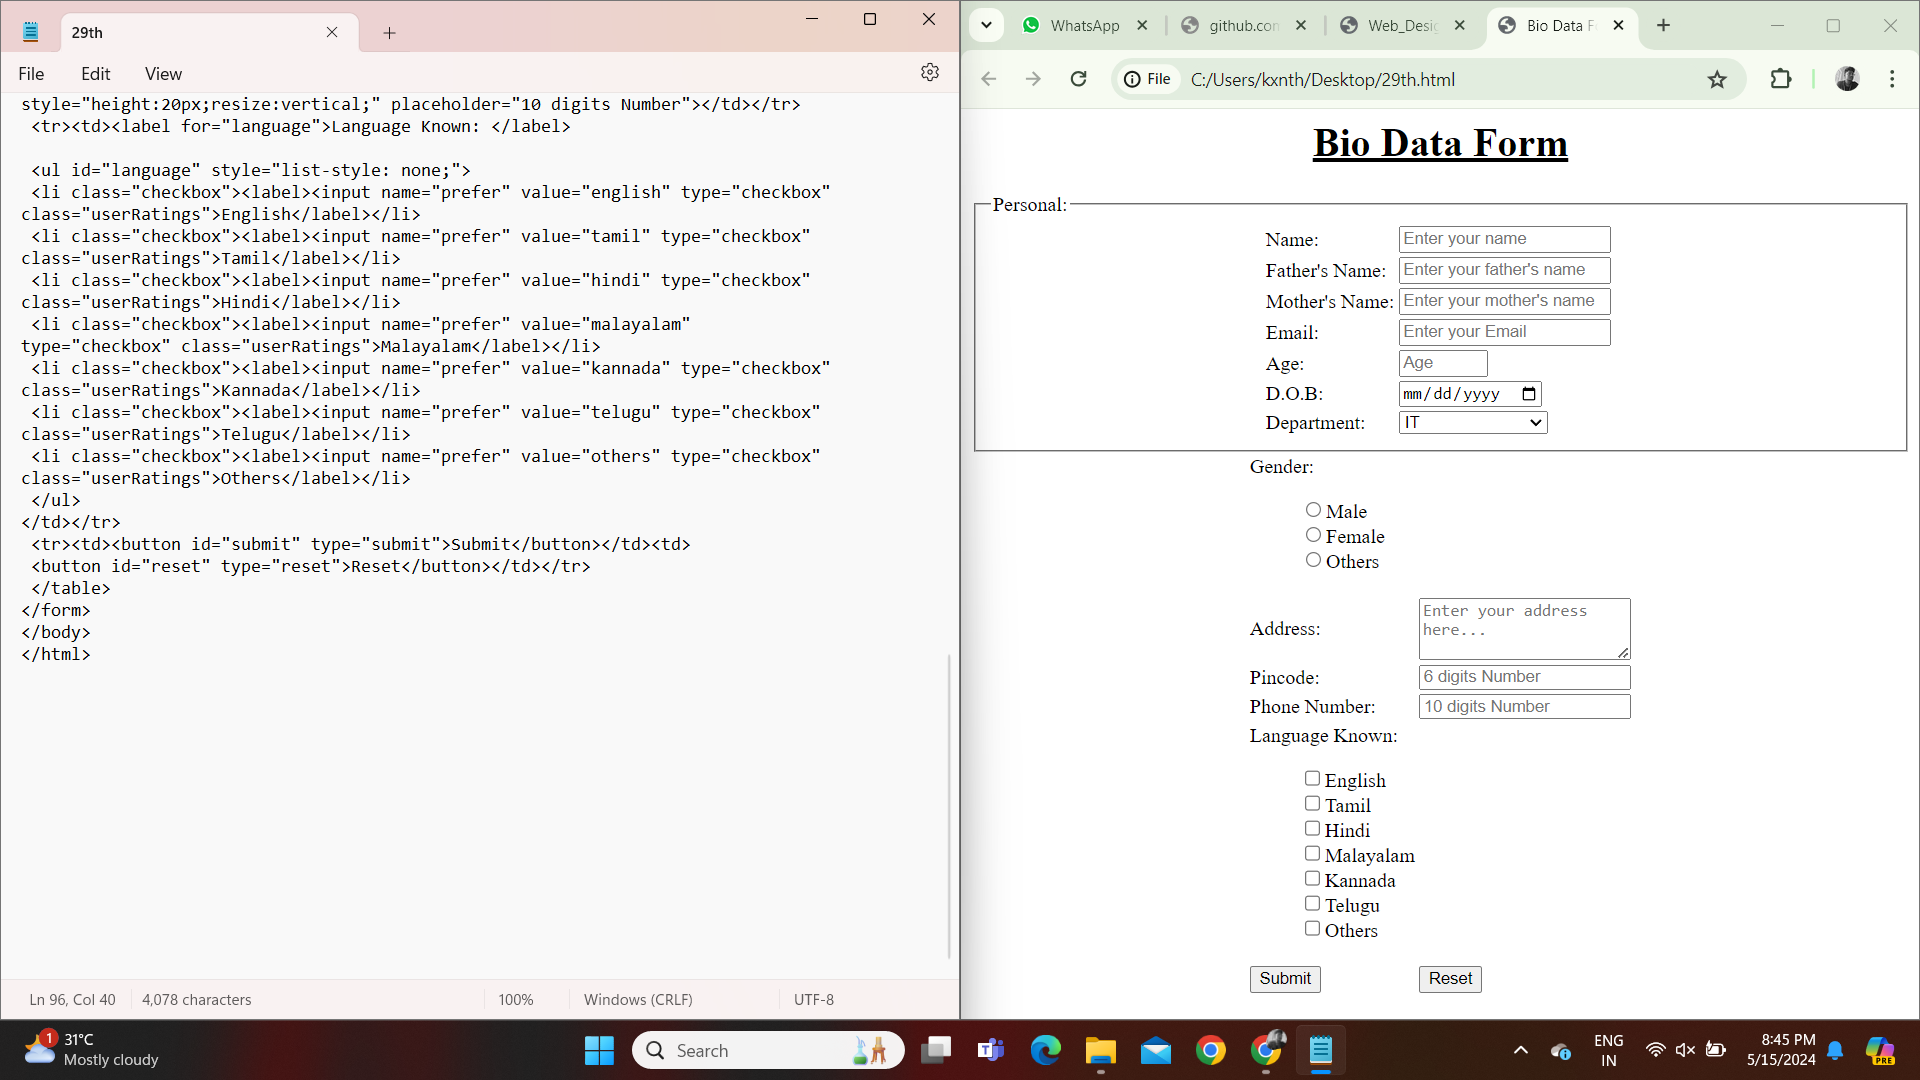 29th
File Edit View
style="height:20px;resize:vertical;" placeholder="10 digits Number"></td></tr>
<tr><td><label for="language">Language Known: </label>
<ul id="language" style="list-style: none;">
<li class="checkbox"><label><input name="prefer" value="english" type="checkbox"
class="userRatings">English</label></li>
<li class="checkbox"><label><input name="prefer" value="tamil" type="checkbox"
class="userRatings">Tamil</label></li>
<li class="checkbox"><label><input name="prefer" value="hindi" type="checkbox"
class="userRatings">Hindi</label></li>
<li class="checkbox"><label><input name="prefer" value="malayalam"
type="checkbox" class="userRatings">Malayalam</label></li>
<li class="checkbox"><label><input name="prefer" value="kannada" type="checkbox"
class="userRatings">Kannada</label></li>
<li class="checkbox"><label><input name="prefer" value="telugu" type="checkbox"
class="userRatings">Telugu</label></li>
<li class="checkbox"><label><input name="prefer" value="others" type="checkbox"
class="userRatings">Others</label></li>
</ul>
</td></tr>
<tr><td><button id="submit" type="submit">Submit</button></td><td>
<button id="reset" type="reset">Reset</button></td></tr>
</table>
</form>
</body>
</html>
Ln 96, Col 40 4,078 characters 100% Windows (CRLF) UTF-8
WhatsApp github.com Web_Desig Bio Data F
File C:/Users/kxnth/Desktop/29th.html
Bio Data Form
Personal:
Name: Enter your name
Father's Name: Enter your father's name
Mother's Name: Enter your mother's name
Email: Enter your Email
Age: Age
D.O.B: mm/dd/yyyy
Department: IT
Gender:
Male
Female
Others
Address: Enter your address
here...
Pincode: 6 digits Number
Phone Number: 10 digits Number
Language Known:
English
Tamil
Hindi
Malayalam
Kannada
Telugu
Others
Submit Reset
1 31°C
Mostly cloudy
Search
ENG
IN
8:45 PM
5/15/2024
PRE